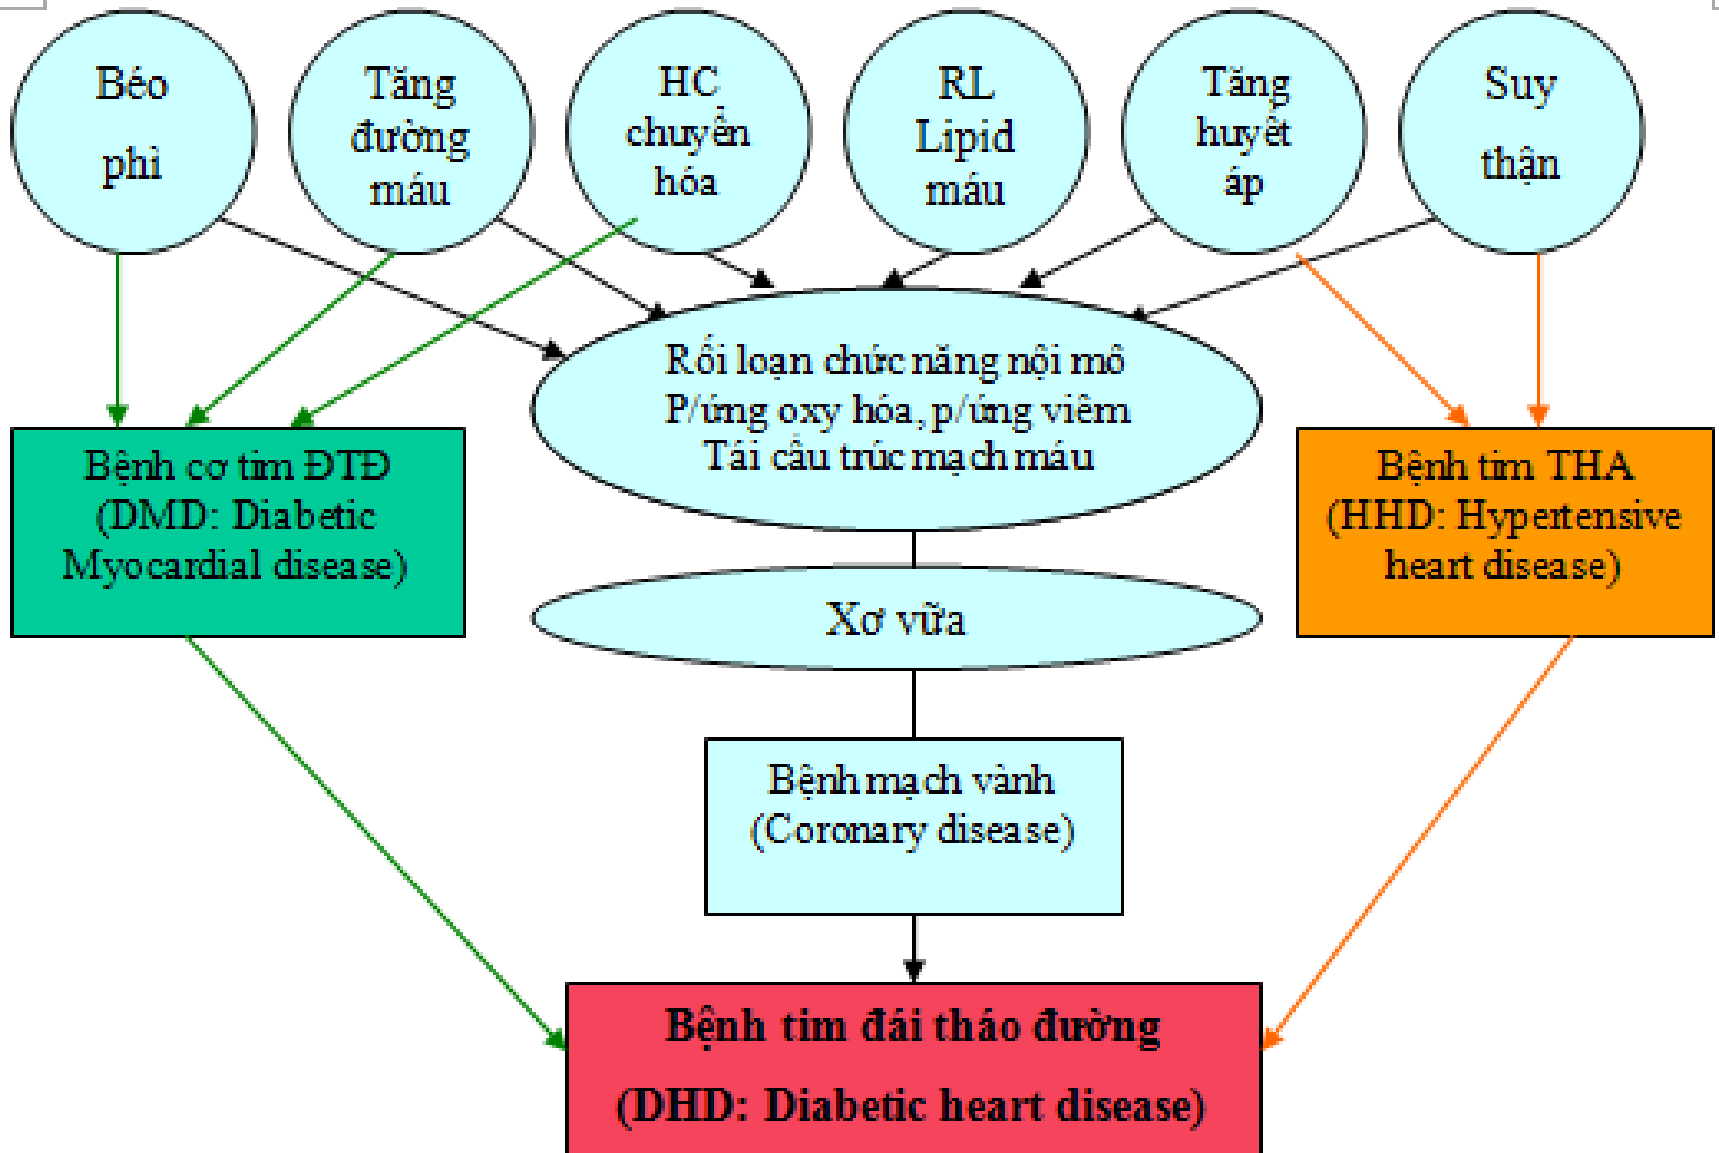 Béo
phì
Tăng
đường
máu
HC
chuyển
hóa
RL
Lipid
máu
Tăng
huyết
áp
Suy
thận
Rối loạn chức năng nội mô
P/ứng oxy hóa, p/ứng viêm
Tái cấu trúc mạch máu
Bệnh cơ tim ĐTĐ
(DMD: Diabetic
Myocardial disease)
Bệnh tim THA
(HHD: Hypertensive
heart disease)
Xơ vữa
Bệnh mạch vành
(Coronary disease)
Bệnh tim đái tháo đường
(DHD: Diabetic heart disease)